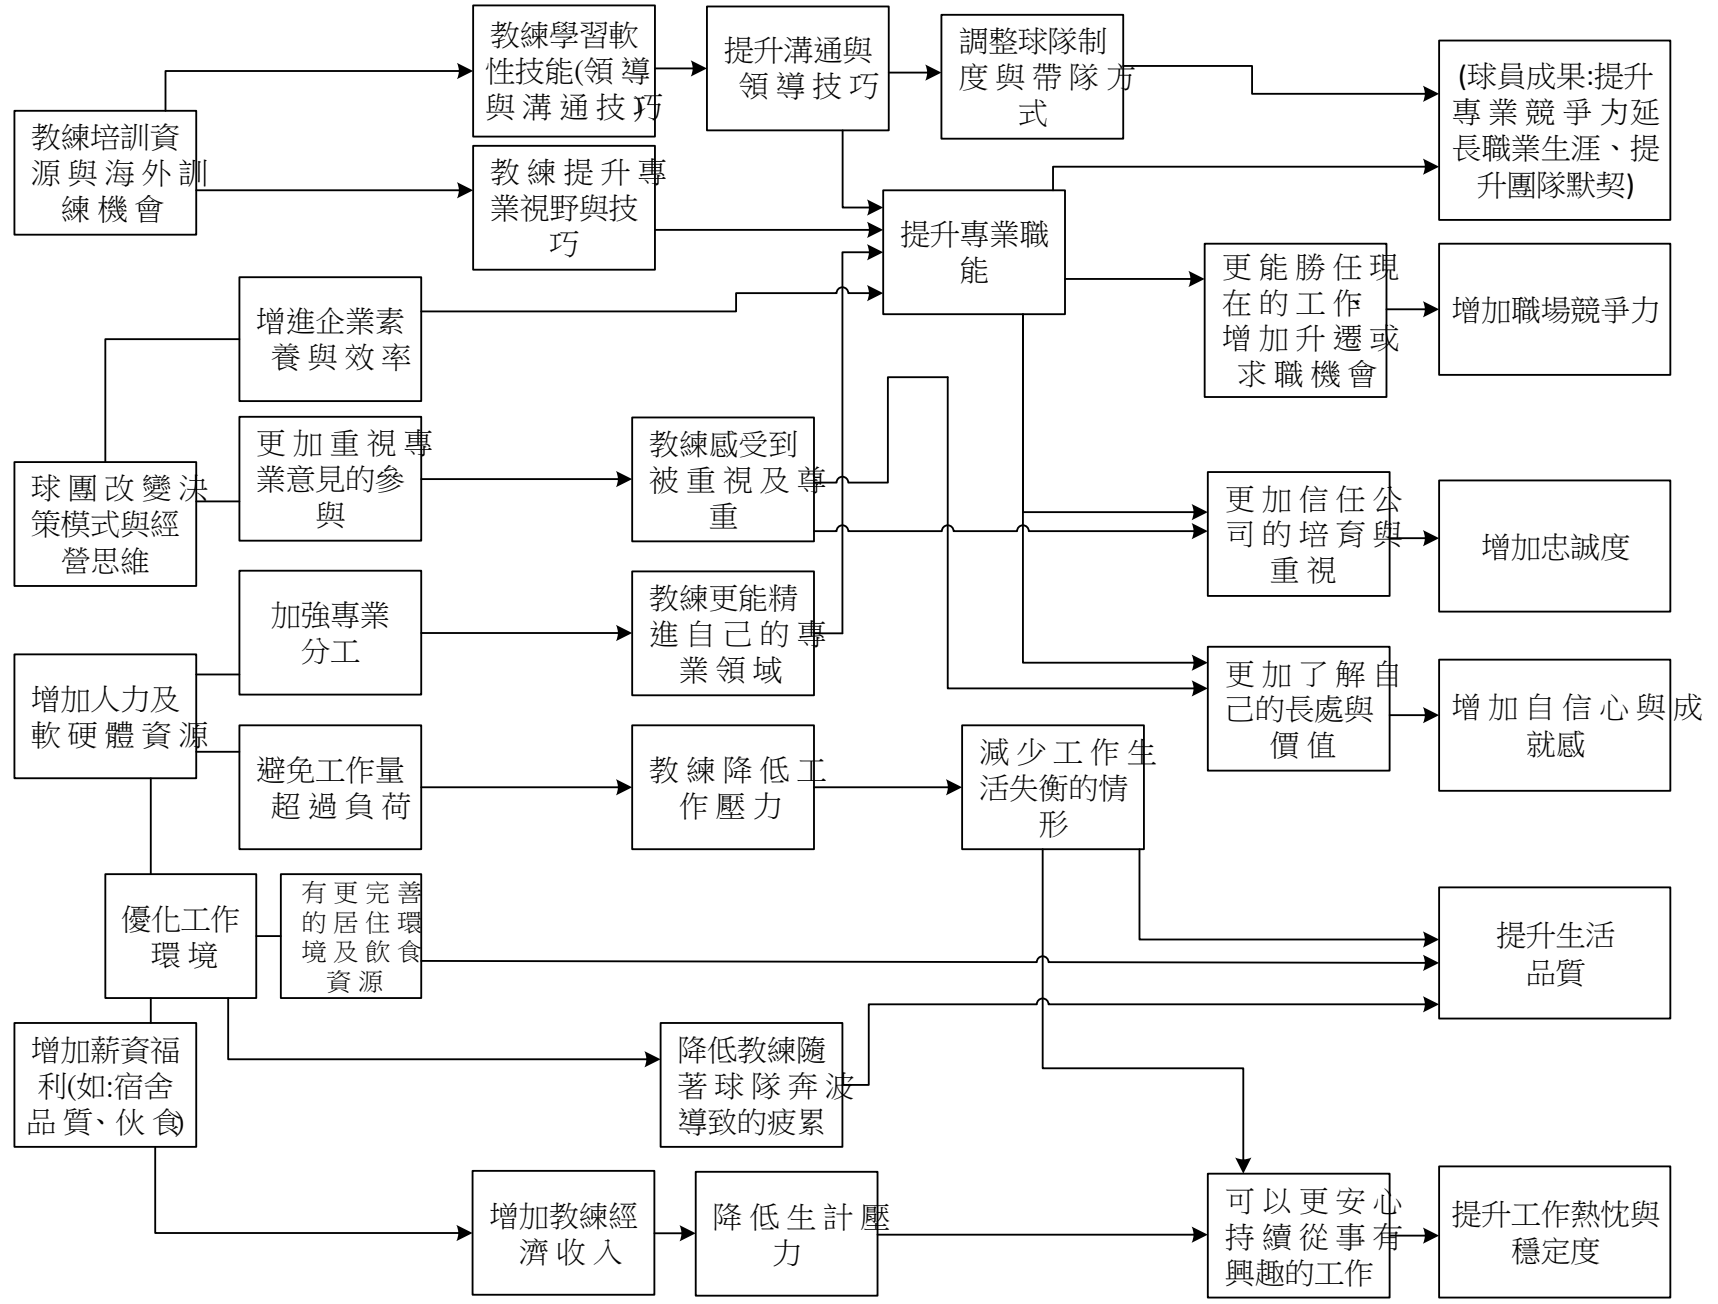 教練學習軟
性技能(領導
與溝通技巧)
提升溝通與
領導技巧
調整球隊制
度與帶隊方
式
(球員成果:提升
專業競爭力、延
長職業生涯、提
升團隊默契)
教練培訓資
源與海外訓
練機會
教練提升專
業視野與技
巧
提升專業職
能
更能勝任現
在的工作、
增加升遷或
求職機會
增加職場競爭力
增進企業素
養與效率
更加重視專
業意見的參
與
教練感受到
被重視及尊
重
球團改變決
策模式與經
營思維
更加信任公
司的培育與
重視
增加忠誠度
加強專業
分工
教練更能精
進自己的專
業領域
增加人力及
軟硬體資源
更加了解自
己的長處與
價值
增加自信心與成
就感
避免工作量
超過負荷
教練降低工
作壓力
減少工作生
活失衡的情
形
優化工作
環境
有更完善
的居住環
境及飲食
資源
提升生活
品質
增加薪資福
利(如:宿舍
品質、伙食)
降低教練隨
著球隊奔波
導致的疲累
增加教練經
濟收入
降低生計壓
力
可以更安心
持續從事有
興趣的工作
提升工作熱忱與
穩定度